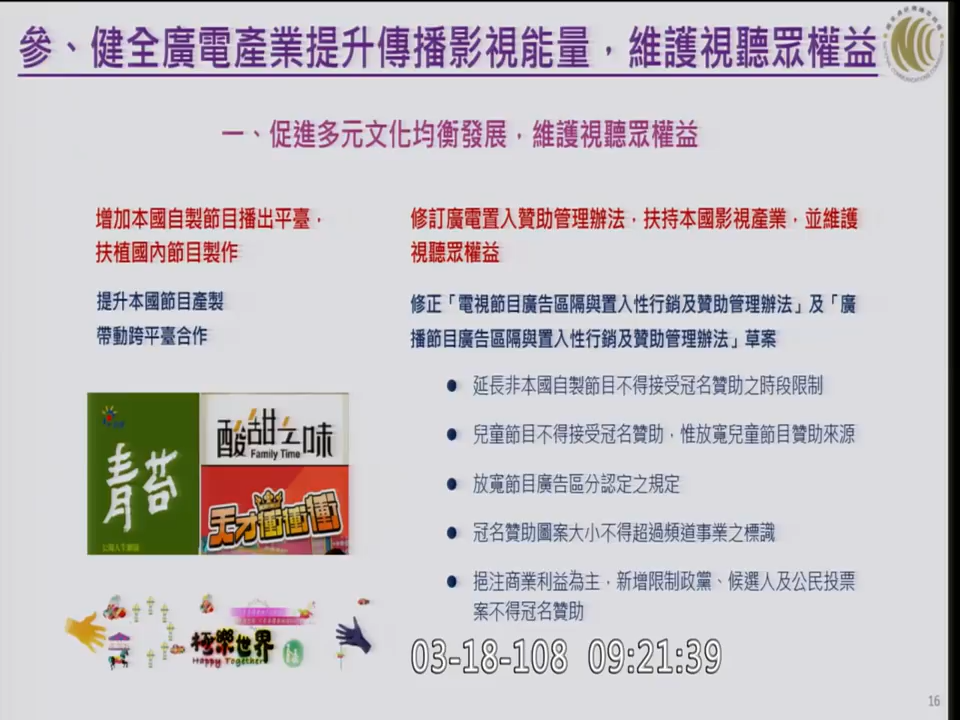 參、健全廣電產業提升傳播影視能量，維護視聽眾權益
NCC
一、促進多元文化均衡發展，維護視聽眾權益
增加本國自製節目播出平臺，
扶植國內節目製作
提升本國節目產製
帶動跨平臺合作
修訂廣電置入贊助管理辦法，扶持本國影視產業，並維護
視聽眾權益
修正「電視節目廣告區隔與置入性行銷及贊助管理辦法」及「廣
播節目廣告區隔與置入性行銷及贊助管理辦法」草案
● 延長非本國自製節目不得接受冠名贊助之時段限制
● 兒童節目不得接受冠名贊助，惟放寬兒童節目贊助來源
● 放寬節目廣告區分認定之規定
● 冠名贊助圖案大小不得超過頻道事業之標識
● 挹注商業利益為主，新增限制政黨、候選人及公民投票
案不得冠名贊助
青苔
酸甜之味
Family Time
天才衝衝衝
極樂世界
Happy Together
03-18-108 09:21:39
16